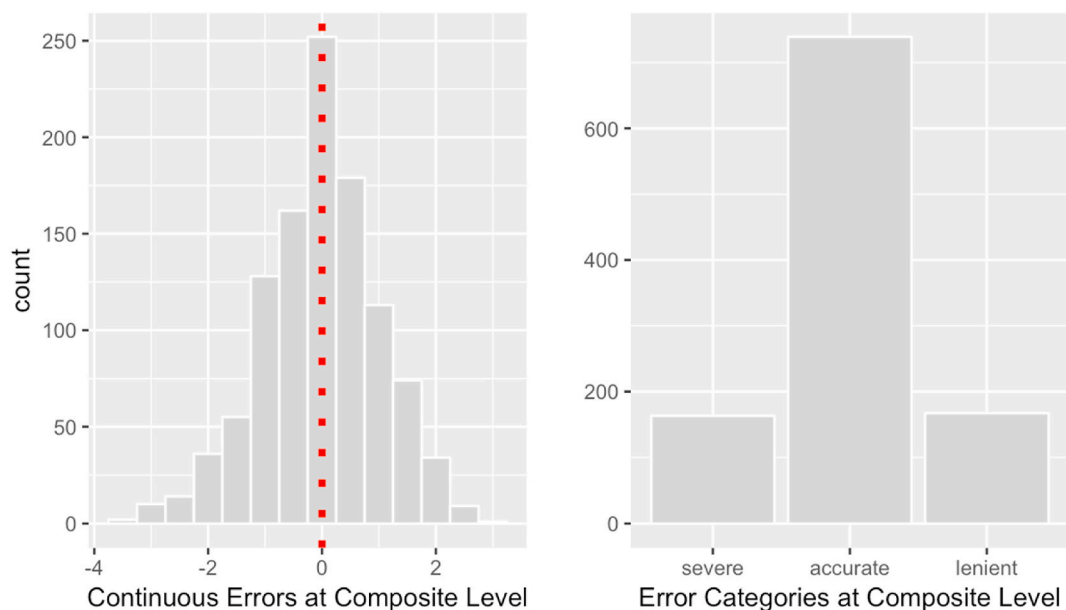 250
200
150
100
50
0
count
-4
-2
0
2
Continuous Errors at Composite Level
600
400
200
0
severe
accurate
lenient
Error Categories at Composite Level